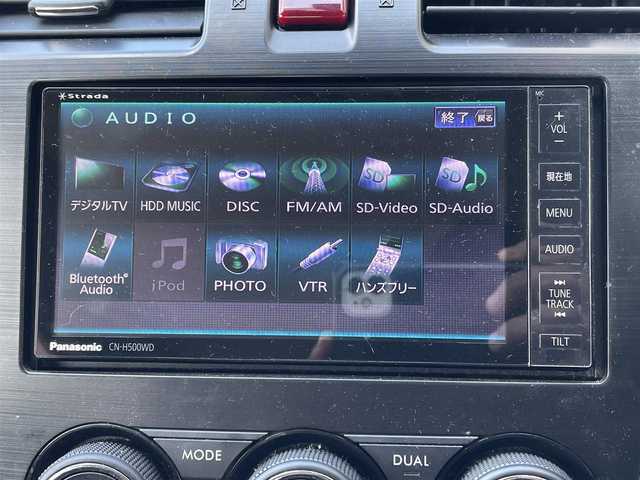 Strada
MIC
AUDIO
終了 戻る
デジタルTV
HDD MUSIC
DISC
FM/AM
SD-Video
SD-Audio
Bluetooth®
Audio
iPod
PHOTO
VTR
ハンズフリー
+
VOL
−
現在地
MENU
AUDIO
TUNE
TRACK
TILT
Panasonic CN-H500WD
MODE
DUAL